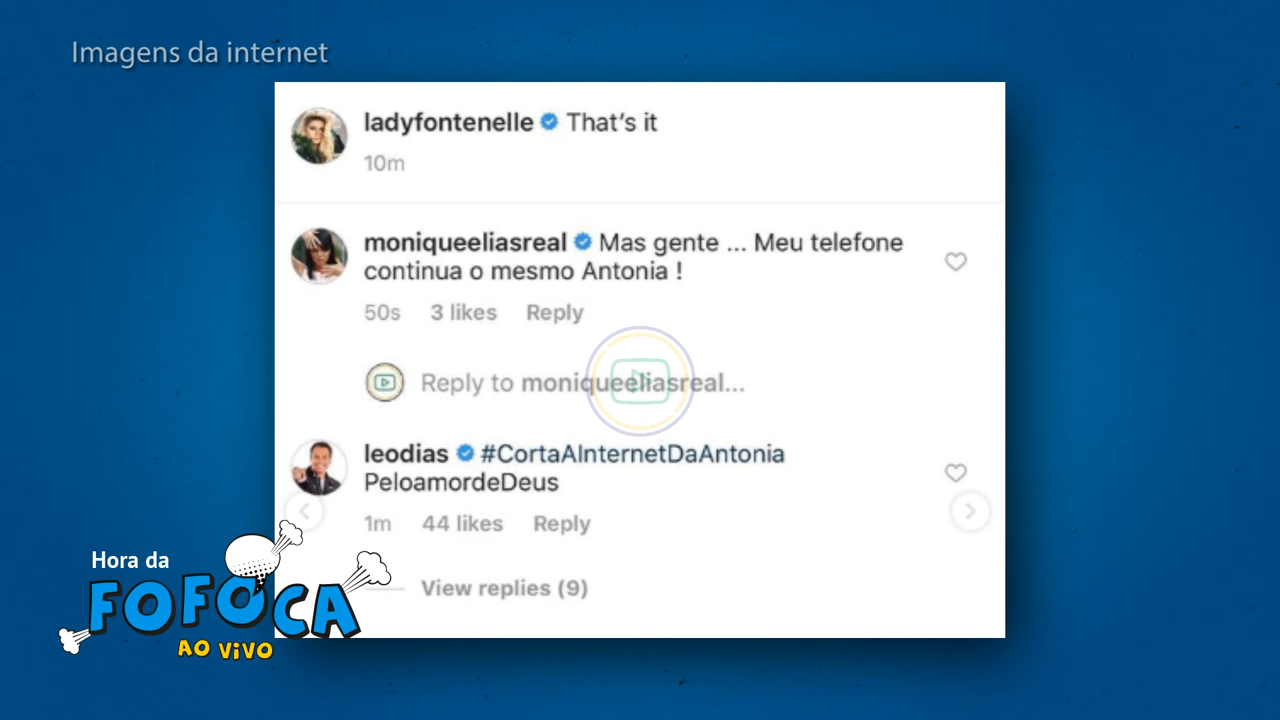 Imagens da internet
ladyfontenelle That's it
10m
moniqueeliasreal Mas gente ... Meu telefone
continua o mesmo Antonia !
50s 3 likes Reply
Reply to moniqueeliasreal...
leodias #CortaAInternetDaAntonia
PeloamordeDeus
1m 44 likes Reply
View replies (9)
Hora da
FOFOCA
AO ViVO